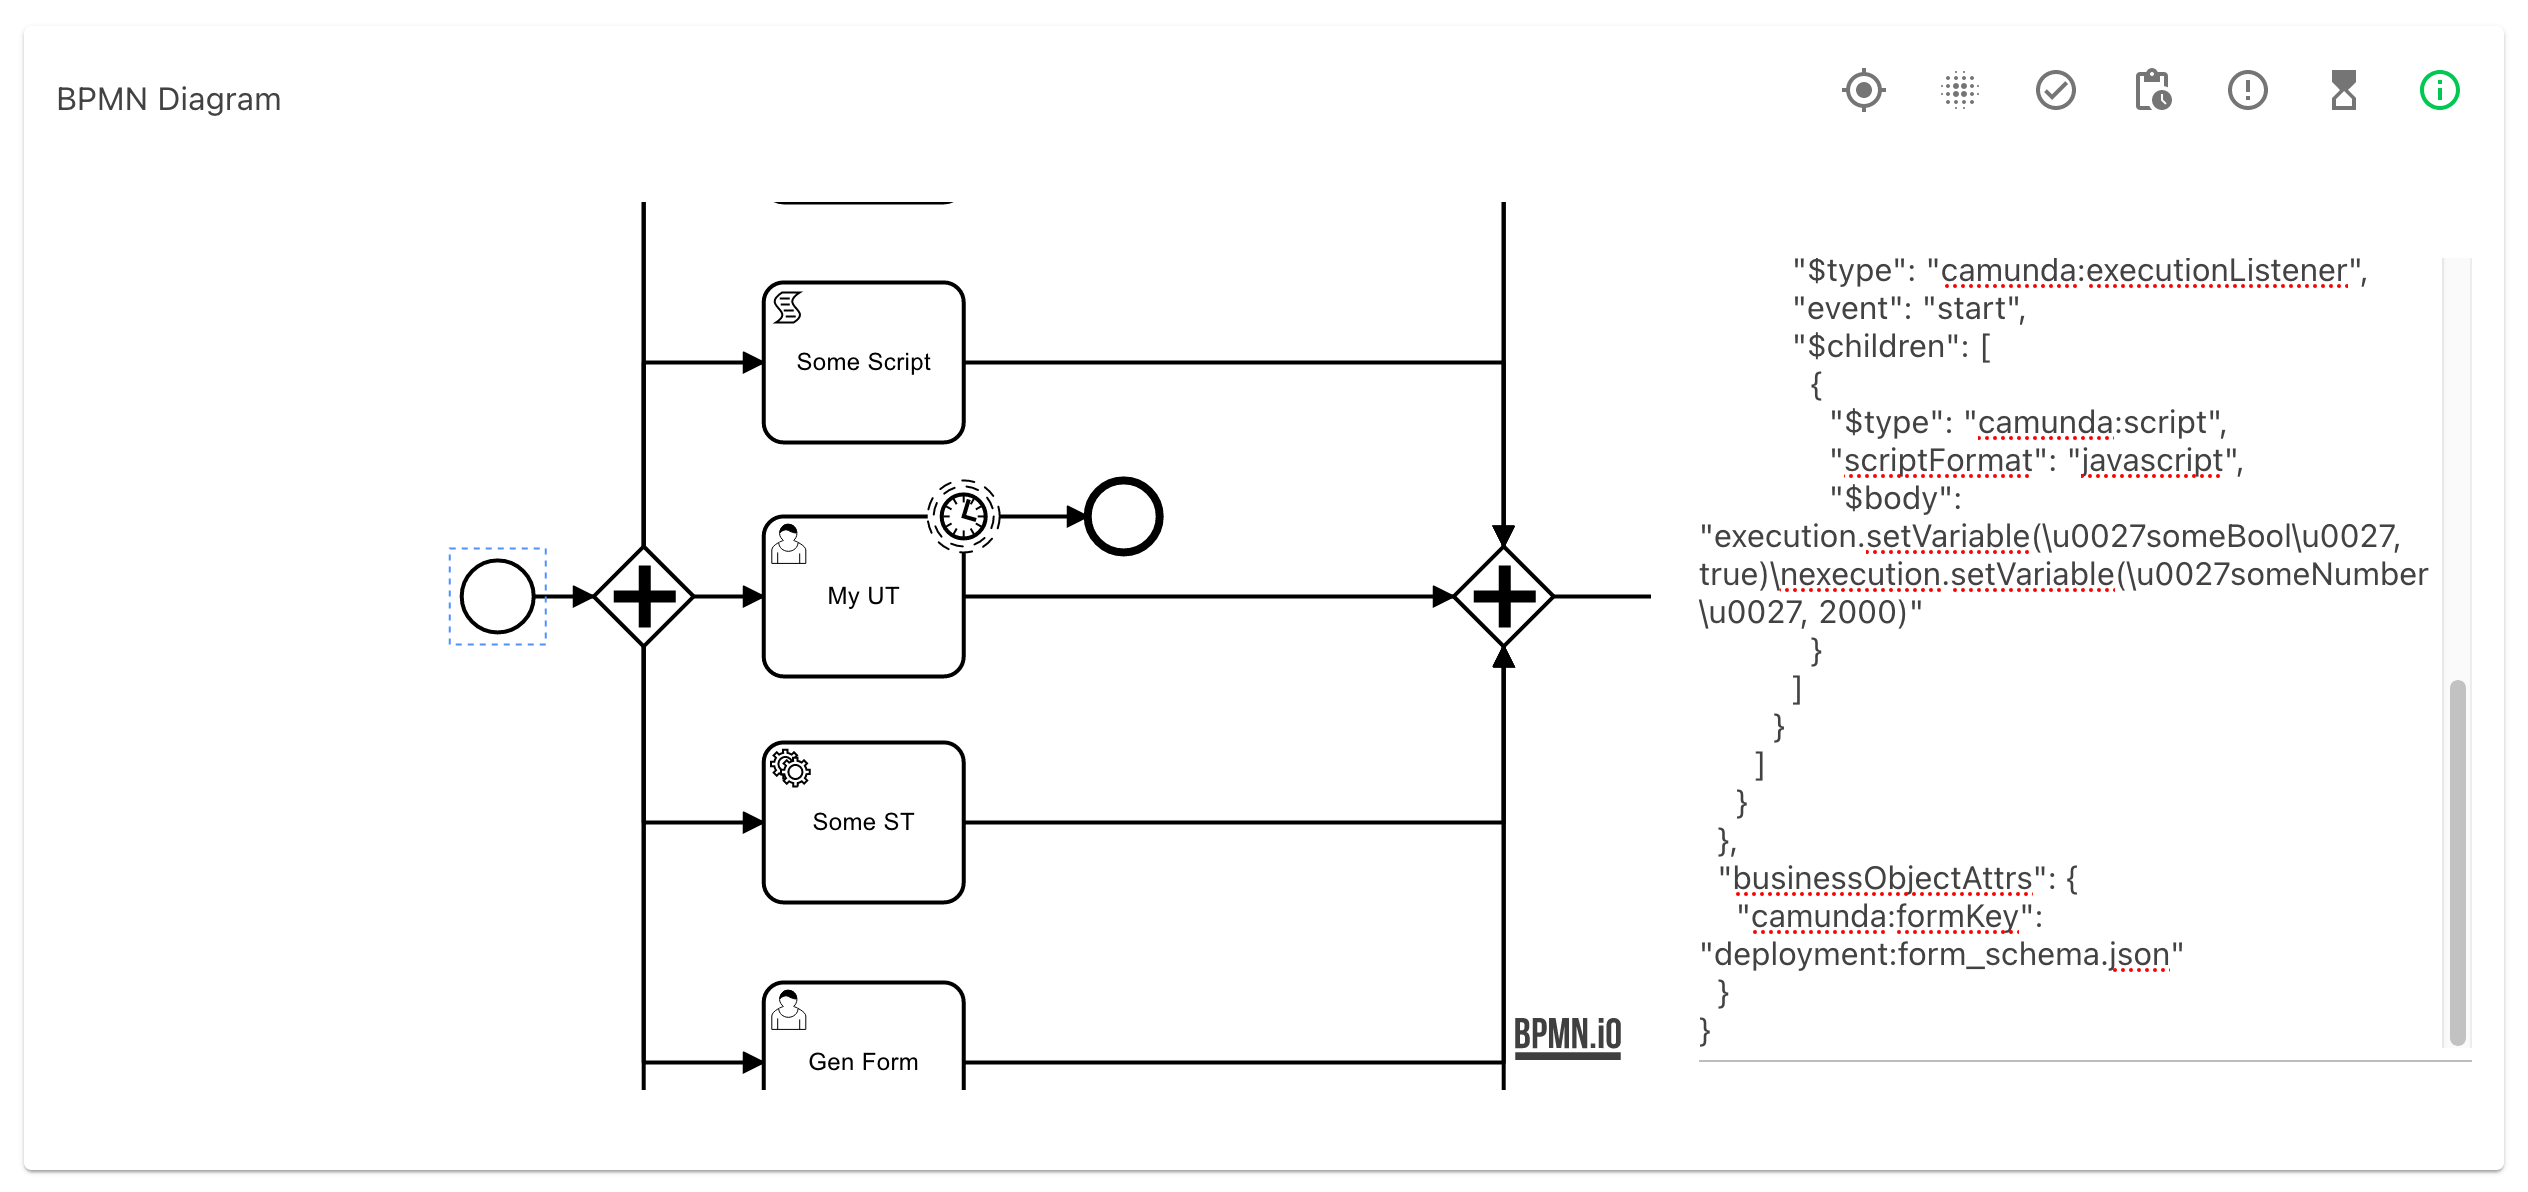 BPMN Diagram
Some Script
My UT
Some ST
Gen Form
BPMN.iO
"$type": "camunda:executionListener",
"event": "start",
"$children": [
{
"$type": "camunda:script",
"scriptFormat": "javascript",
"$body":
"execution.setVariable(\u0027someBool\u0027,
true)\nexecution.setVariable(\u0027someNumber
\u0027, 2000)"
}
]
}
]
}
},
"businessObjectAttrs": {
"camunda:formKey":
"deployment:form_schema.json"
}
}